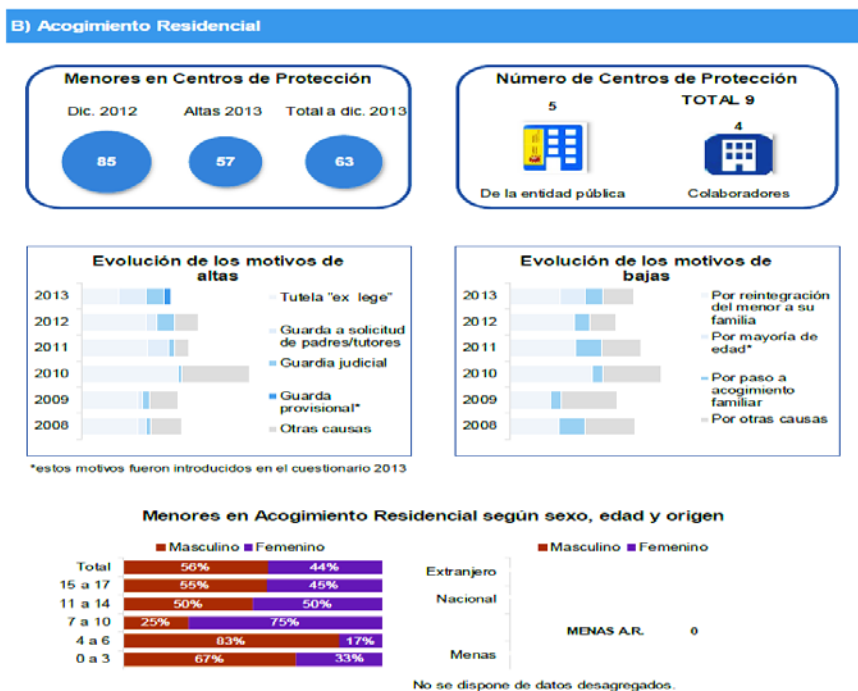 B) Acogimiento Residencial
Menores en Centros de Protección
Dic. 2012 Altas 2013 Total a dic. 2013
85 57 63
Número de Centros de Protección
TOTAL 9
5
4
De la entidad pública Colaboradores
Evolución de los motivos de
altas
2013
2012
2011
2010
2009
2008
Tutela "ex lege"
Guarda a solicitud
de padres/tutores
Guardia judicial
Guarda
provisional*
Otras causas
Evolución de los motivos de
bajas
2013
2012
2011
2010
2009
2008
Por reintegración
del menor a su
familia
Por mayoría de
edad*
Por paso a
acogimiento
familiar
Por otras causas
*estos motivos fueron introducidos en el cuestionario 2013
Menores en Acogimiento Residencial según sexo, edad y origen
Masculino Femenino
Total 56% 44%
15 a 17 55% 45%
11 a 14 50% 50%
7 a 10 25% 75%
4 a 6 83% 17%
0 a 3 67% 33%
Masculino Femenino
Extranjero
Nacional
MENAS A.R. 0
Menas
No se dispone de datos desagregados.